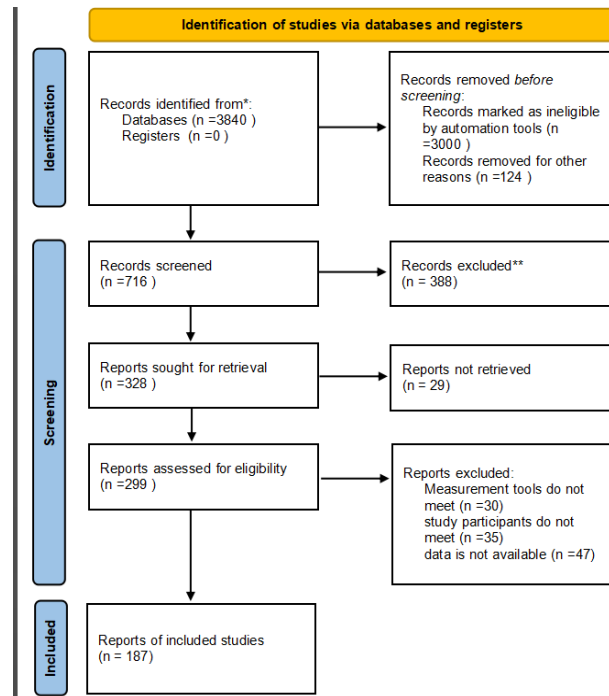 Identification of studies via databases and registers
Identification
Records identified from*:
Databases (n =3840 )
Registers (n =0 )
Records removed before
screening:
Records marked as ineligible
by automation tools (n
=3000 )
Records removed for other
reasons (n =124 )
Screening
Records screened
(n =716 )
Records excluded**
(n = 388)
Reports sought for retrieval
(n =328 )
Reports not retrieved
(n = 29)
Reports assessed for eligibility
(n =299 )
Reports excluded:
Measurement tools do not
meet (n =30)
study participants do not
meet (n =35)
data is not available (n =47)
Included
Reports of included studies
(n = 187)